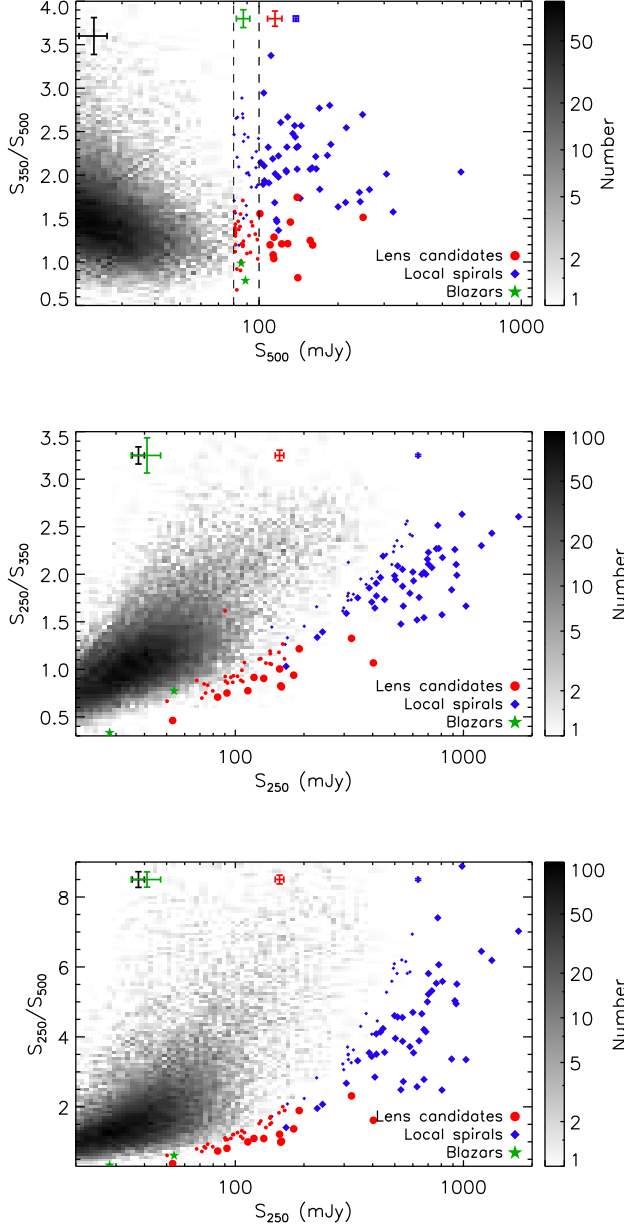 4.0
3.5
3.0
2.5
2.0
1.5
1.0
0.5
S350/S500
100
1000
S500 (mJy)
Lens candidates
Local spirals
Blazars
50
20
10
5
2
1
Number
3.5
3.0
2.5
2.0
1.5
1.0
0.5
S250/S350
100
1000
S250 (mJy)
Lens candidates
Local spirals
Blazars
100
50
20
10
5
2
1
Number
8
6
4
2
S250/S500
100
1000
S250 (mJy)
Lens candidates
Local spirals
Blazars
100
50
20
10
5
2
1
Number